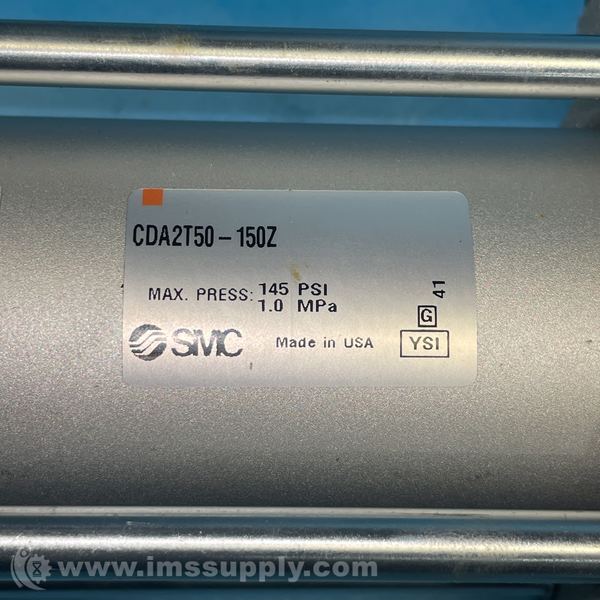 CDA2T50-150Z
MAX. PRESS: 145 PSI
1.0 MPa
41
G
SMC
Made in USA
YSI
www.imssupply.com